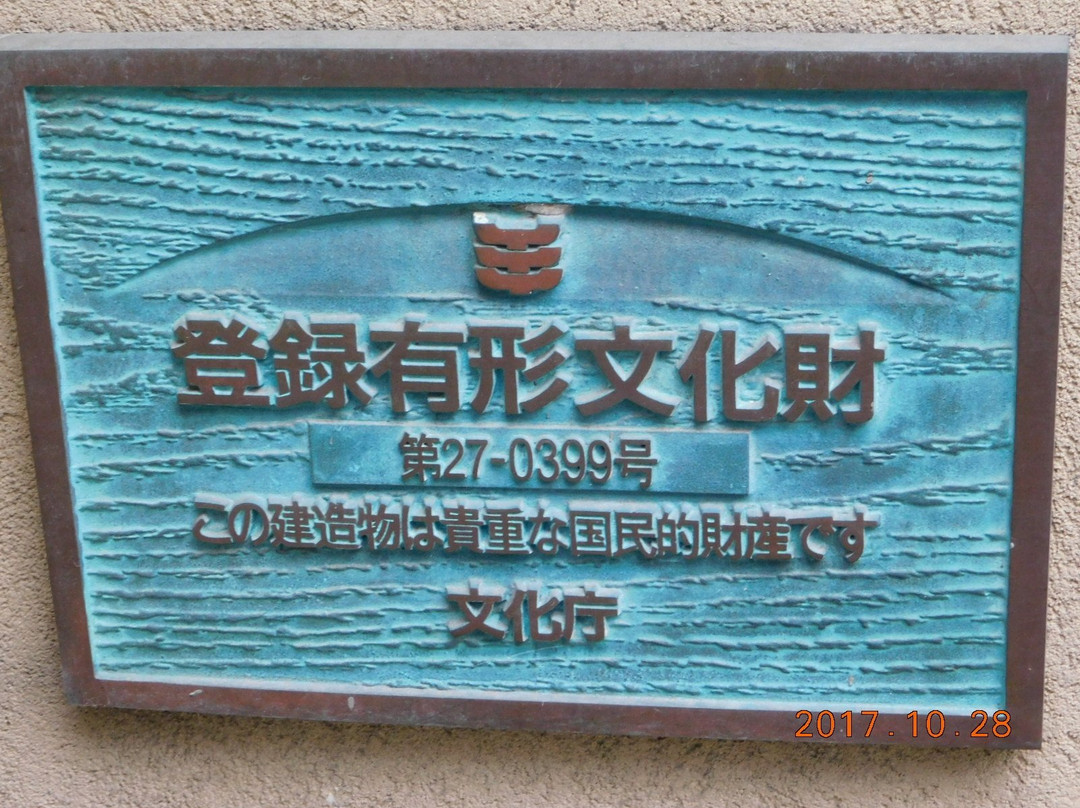 登録有形文化財
第27-0399号
この建造物は貴重な国民的財産です
文化庁
2017.10.28